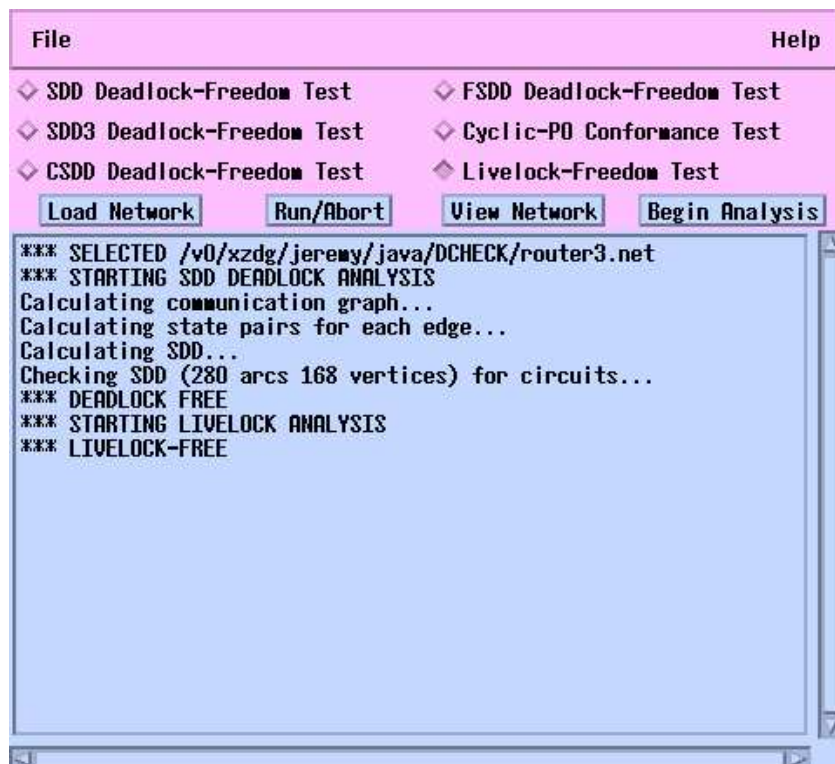 File Help
SDD Deadlock-Freedom Test FSDD Deadlock-Freedom Test
SDD3 Deadlock-Freedom Test Cyclic-PO Conformance Test
CSDD Deadlock-Freedom Test Livelock-Freedom Test
Load Network Run/Abort View Network Begin Analysis
*** SELECTED /v0/xzdg/jeremy/java/DCHECK/router3.net
*** STARTING SDD DEADLOCK ANALYSIS
Calculating communication graph...
Calculating state pairs for each edge...
Calculating SDD...
Checking SDD (280 arcs 168 vertices) for circuits...
*** DEADLOCK FREE
*** STARTING LIVELOCK ANALYSIS
*** LIVELOCK-FREE